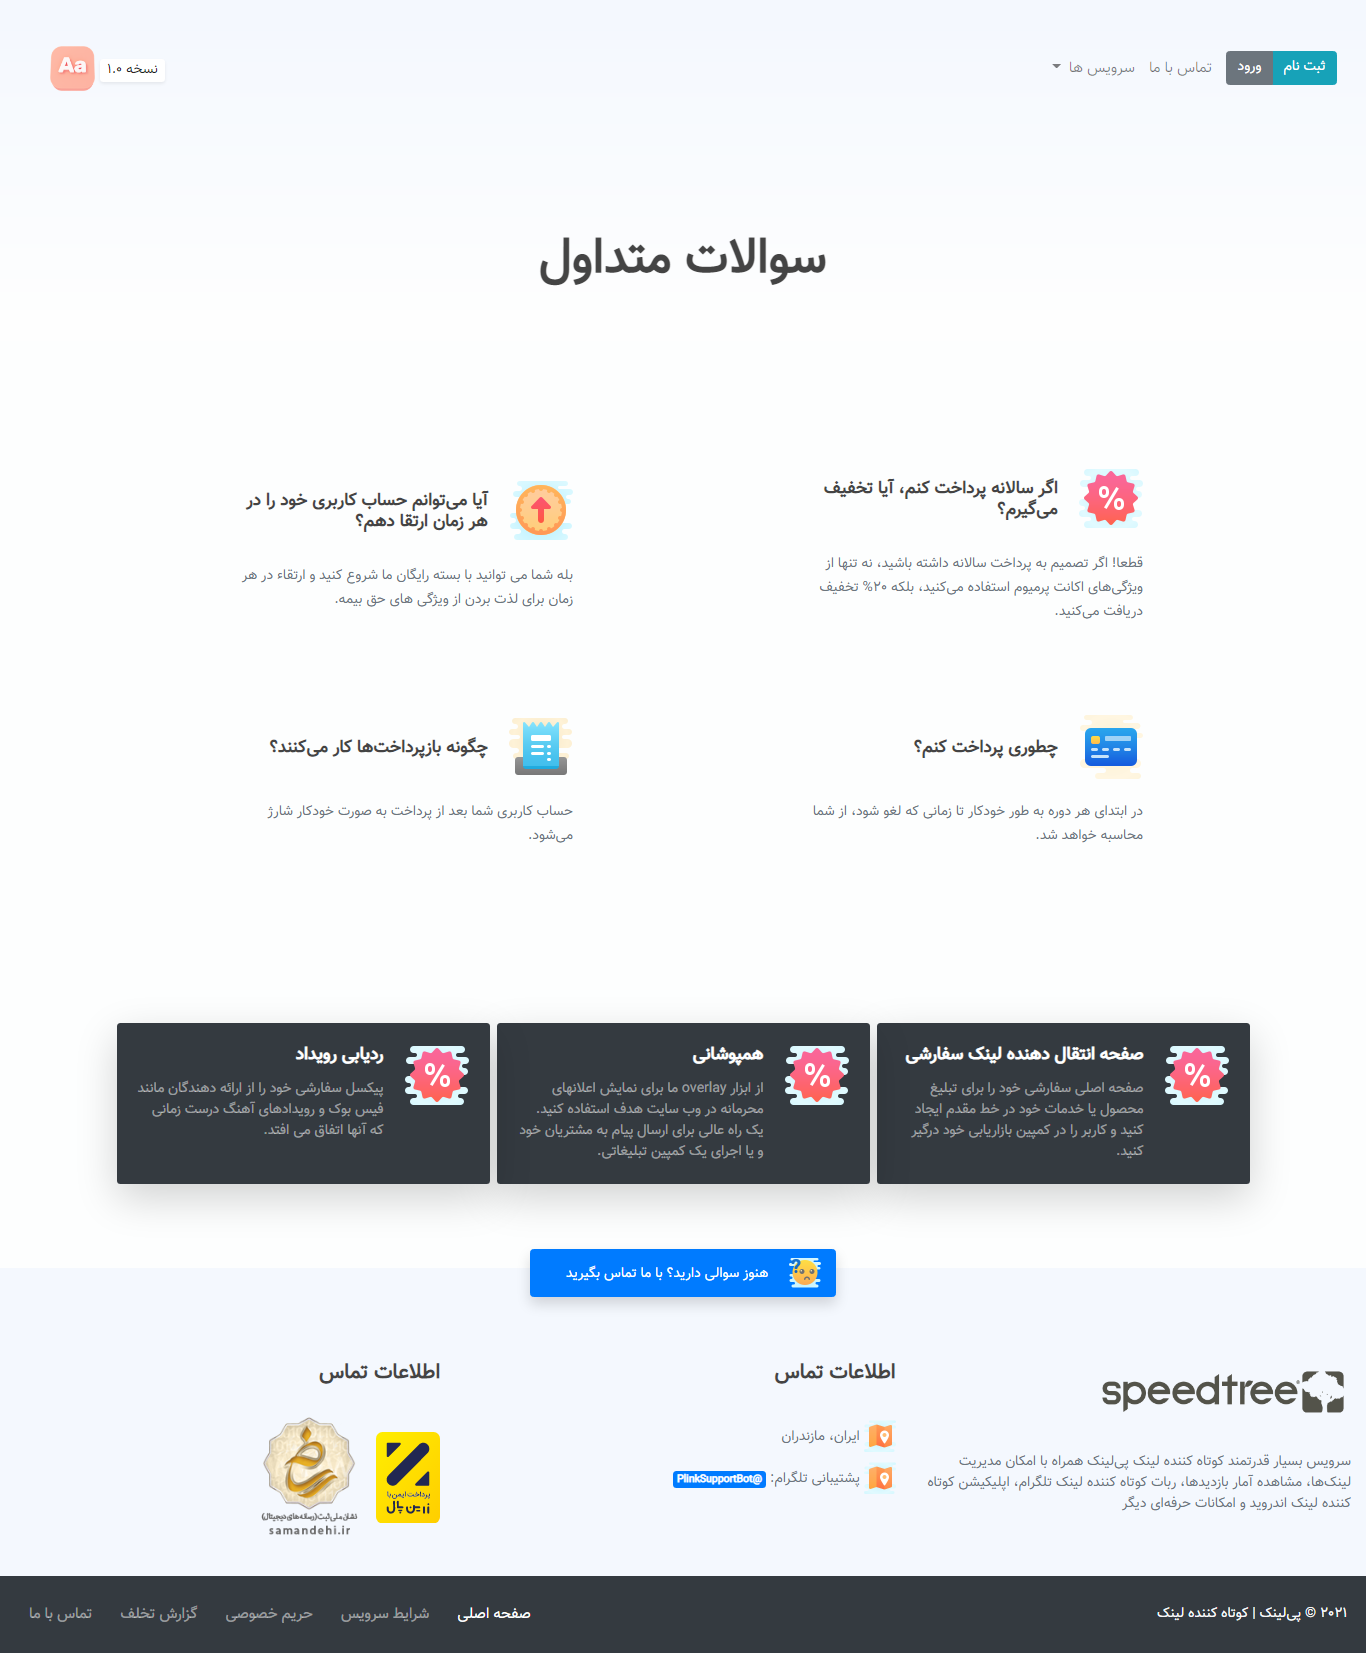 ثبت نام
ورود
تماس با ما
سرویس ها
نسخه ۱.۰
Aa
سوالات متداول
اگر سالانه پرداخت کنم، آیا تخفیف
می‌گیرم؟
قطعا! اگر تصمیم به پرداخت سالانه داشته باشید، نه تنها از
ویژگی‌های اکانت پرمیوم استفاده می‌کنید، بلکه ۲۰% تخفیف
دریافت می‌کنید.
آیا می‌توانم حساب کاربری خود را در
هر زمان ارتقا دهم؟
بله شما می توانید با بسته رایگان ما شروع کنید و ارتقاء در هر
زمان برای لذت بردن از ویژگی های حق بیمه.
چطوری پرداخت کنم؟
در ابتدای هر دوره به طور خودکار تا زمانی که لغو شود، از شما
محاسبه خواهد شد.
چگونه بازپرداخت‌ها کار می‌کنند؟
حساب کاربری شما بعد از پرداخت به صورت خودکار شارژ
می‌شود.
صفحه انتقال دهنده لینک سفارشی
صفحه اصلی سفارشی خود را برای تبلیغ
محصول یا خدمات خود در خط مقدم ایجاد
کنید و کاربر را در کمپین بازاریابی خود درگیر
کنید.
همپوشانی
از ابزار overlay ما برای نمایش اعلانهای
محرمانه در وب سایت هدف استفاده کنید.
یک راه عالی برای ارسال پیام به مشتریان خود
و یا اجرای یک کمپین تبلیغاتی.
ردیابی رویداد
پیکسل سفارشی خود را از ارائه دهندگان مانند
فیس بوک و رویدادهای آهنگ درست زمانی
که آنها اتفاق می افتد.
هنوز سوالی دارید؟ با ما تماس بگیرید
speedtree
سرویس بسیار قدرتمند کوتاه کننده لینک پی‌لینک همراه با امکان مدیریت
لینک‌ها، مشاهده آمار بازدیدها، ربات کوتاه کننده لینک تلگرام، اپلیکیشن کوتاه
کننده لینک اندروید و امکانات حرفه‌ای دیگر
اطلاعات تماس
ایران، مازندران
پشتیبانی تلگرام: @PlinkSupportBot
اطلاعات تماس
پرداخت ایمن با
زرین پال
نشان ملی ثبت (رسانه‌های دیجیتال)
samandehi.ir
۲۰۲۱ © پی‌لینک | کوتاه کننده لینک
صفحه اصلی
شرایط سرویس
حریم خصوصی
گزارش تخلف
تماس با ما